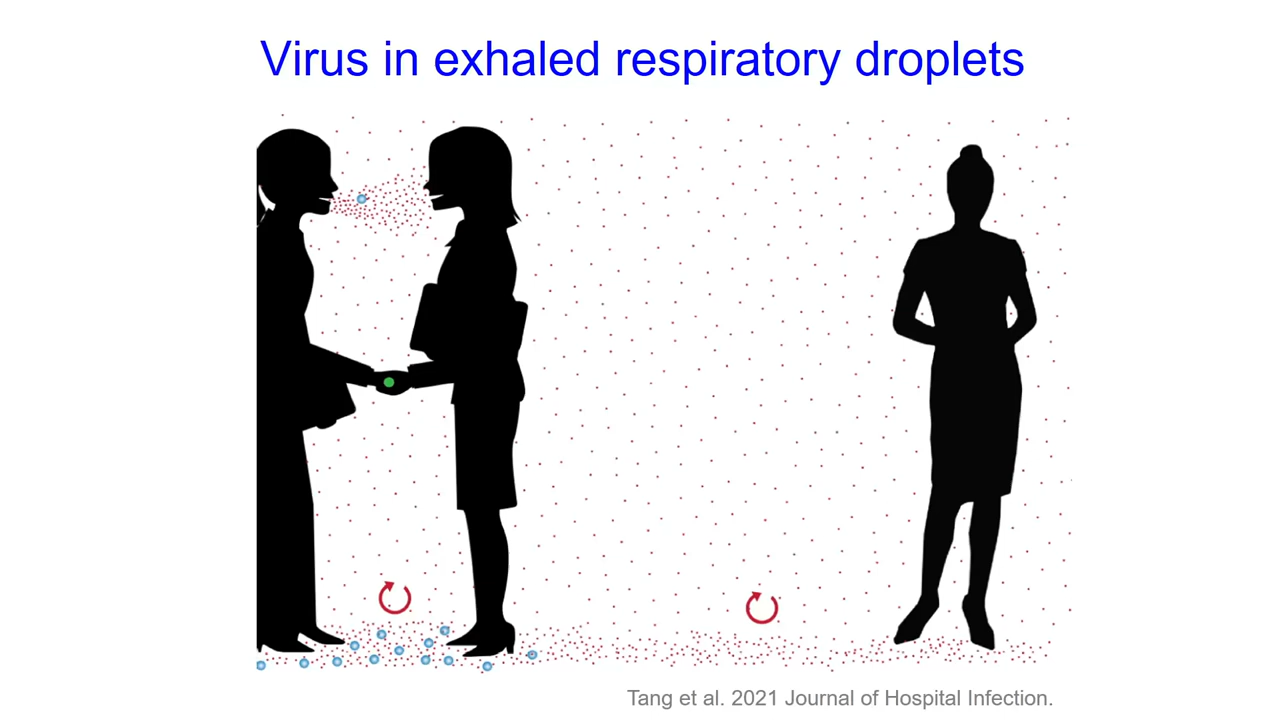 Virus in exhaled respiratory droplets
Tang et al. 2021 Journal of Hospital Infection.